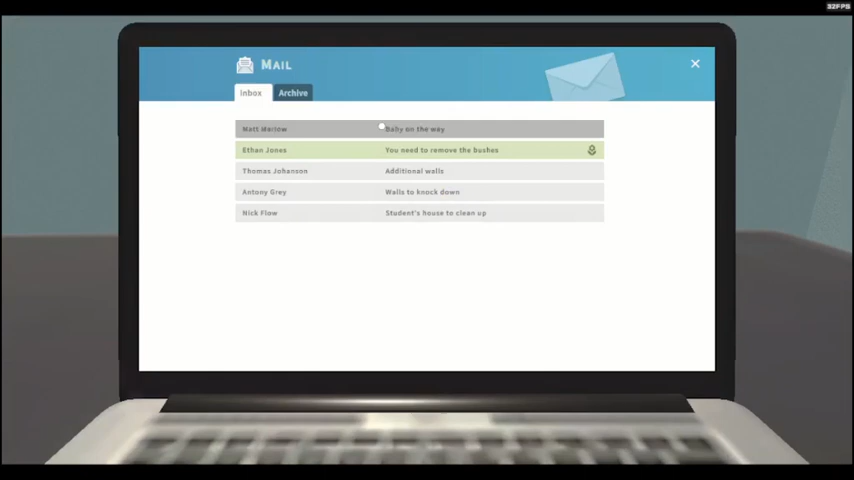 32FPS
MAIL
Inbox Archive
Matt Marlow Baby on the way
Ethan Jones You need to remove the bushes
Thomas Johanson Additional walls
Antony Grey Walls to knock down
Nick Flow Student's house to clean up